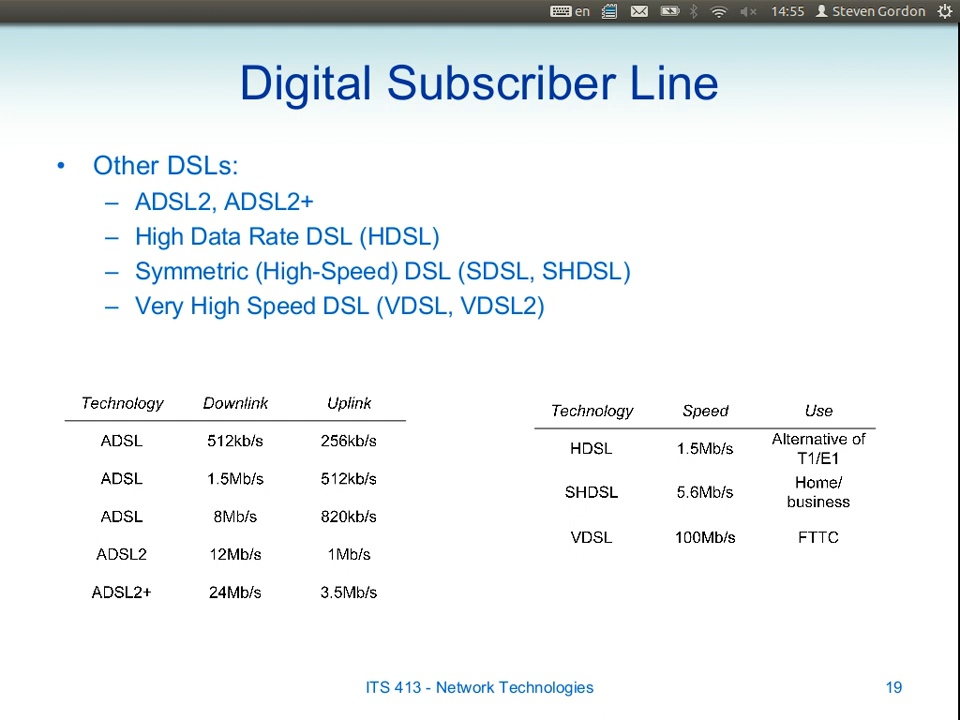 en 14:55 Steven Gordon
Digital Subscriber Line
• Other DSLs:
– ADSL2, ADSL2+
– High Data Rate DSL (HDSL)
– Symmetric (High-Speed) DSL (SDSL, SHDSL)
– Very High Speed DSL (VDSL, VDSL2)
Technology Downlink Uplink
ADSL 512kb/s 256kb/s
ADSL 1.5Mb/s 512kb/s
ADSL 8Mb/s 820kb/s
ADSL2 12Mb/s 1Mb/s
ADSL2+ 24Mb/s 3.5Mb/s
Technology Speed Use
HDSL 1.5Mb/s Alternative of
T1/E1
SHDSL 5.6Mb/s Home/
business
VDSL 100Mb/s FTTC
ITS 413 - Network Technologies 19